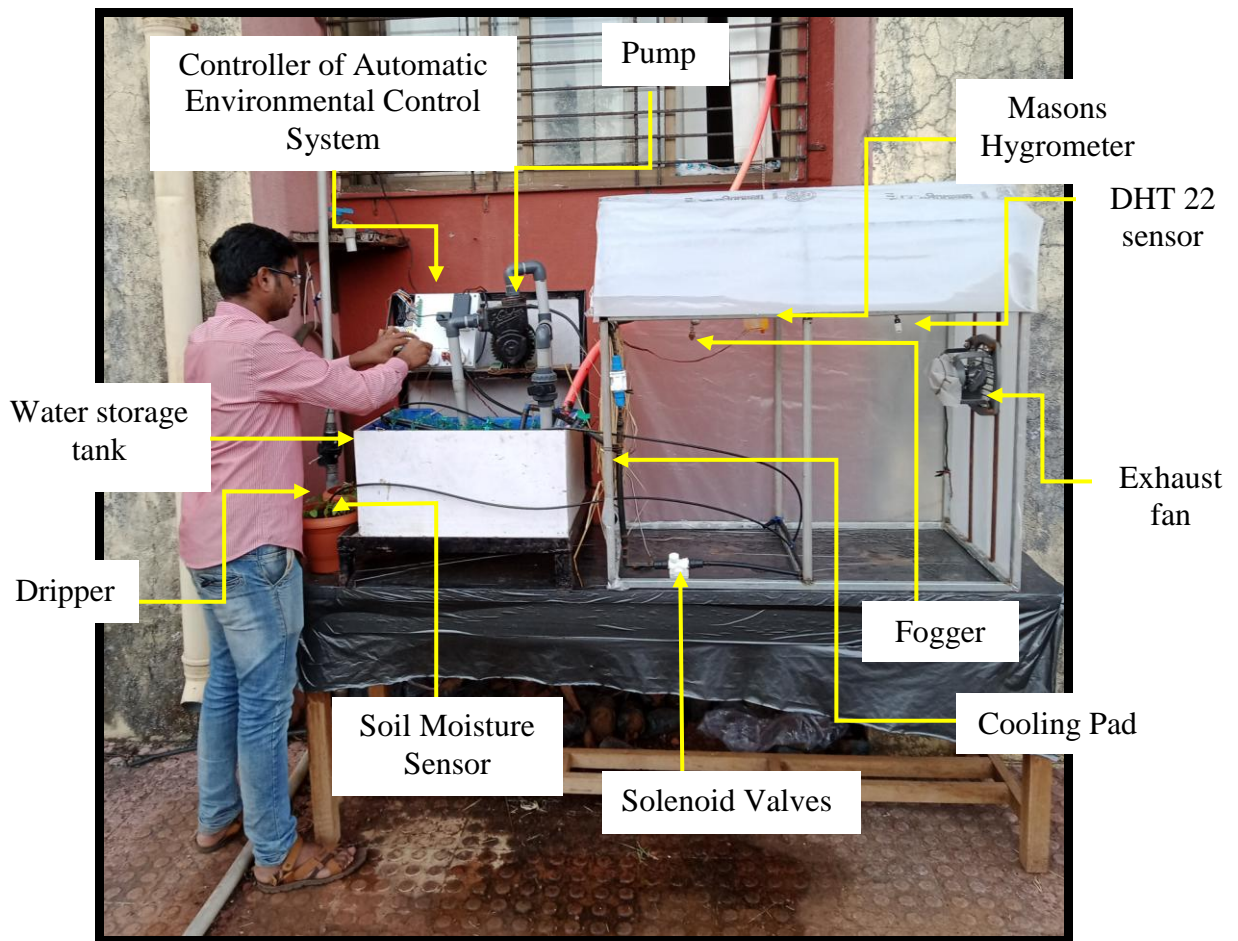 Controller of Automatic
Environmental Control
System
Pump
Masons
Hygrometer
DHT 22
sensor
Water storage
tank
Exhaust
fan
Dripper
Fogger
Soil Moisture
Sensor
Cooling Pad
Solenoid Valves